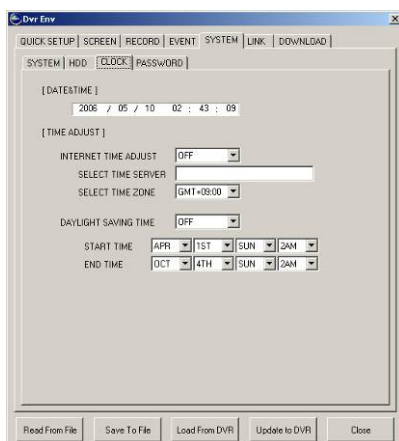 Dvr Env
QUICK SETUP SCREEN RECORD EVENT SYSTEM LINK DOWNLOAD
SYSTEM HDD CLOCK PASSWORD
[ DATE&TIME ]
2006 / 05 / 10 02 : 43 : 09
[ TIME ADJUST ]
INTERNET TIME ADJUST OFF
SELECT TIME SERVER
SELECT TIME ZONE GMT+09:00
DAYLIGHT SAVING TIME OFF
START TIME APR 1ST SUN 2AM
END TIME OCT 4TH SUN 2AM
Read From File Save To File Load From DVR Update to DVR Close